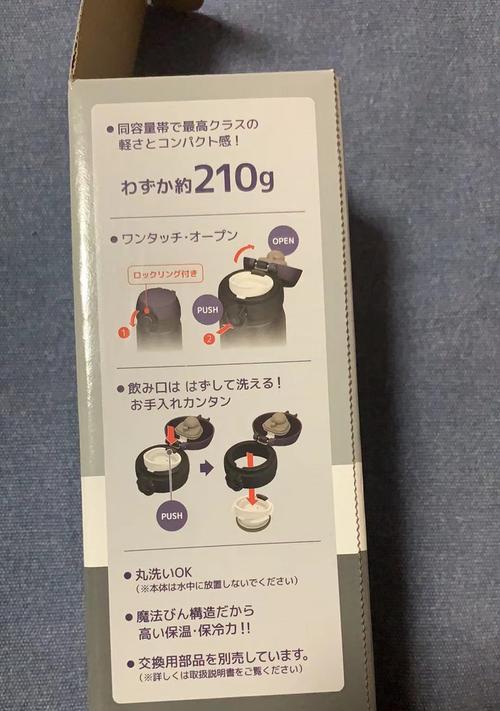 ● 同容量帯で最高クラスの
軽さとコンパクト感！
わずか約210g
● ワンタッチ・オープン
OPEN
ロックリング付き
PUSH
1
2
● 飲み口は はずして洗える！
お手入れカンタン
PUSH
● 丸洗いOK
（※本体は水中に放置しないでください）
● 魔法びん構造だから
高い保温・保冷力！！
● 交換用部品を別売しています。
（※詳しくは取扱説明書をご覧ください）